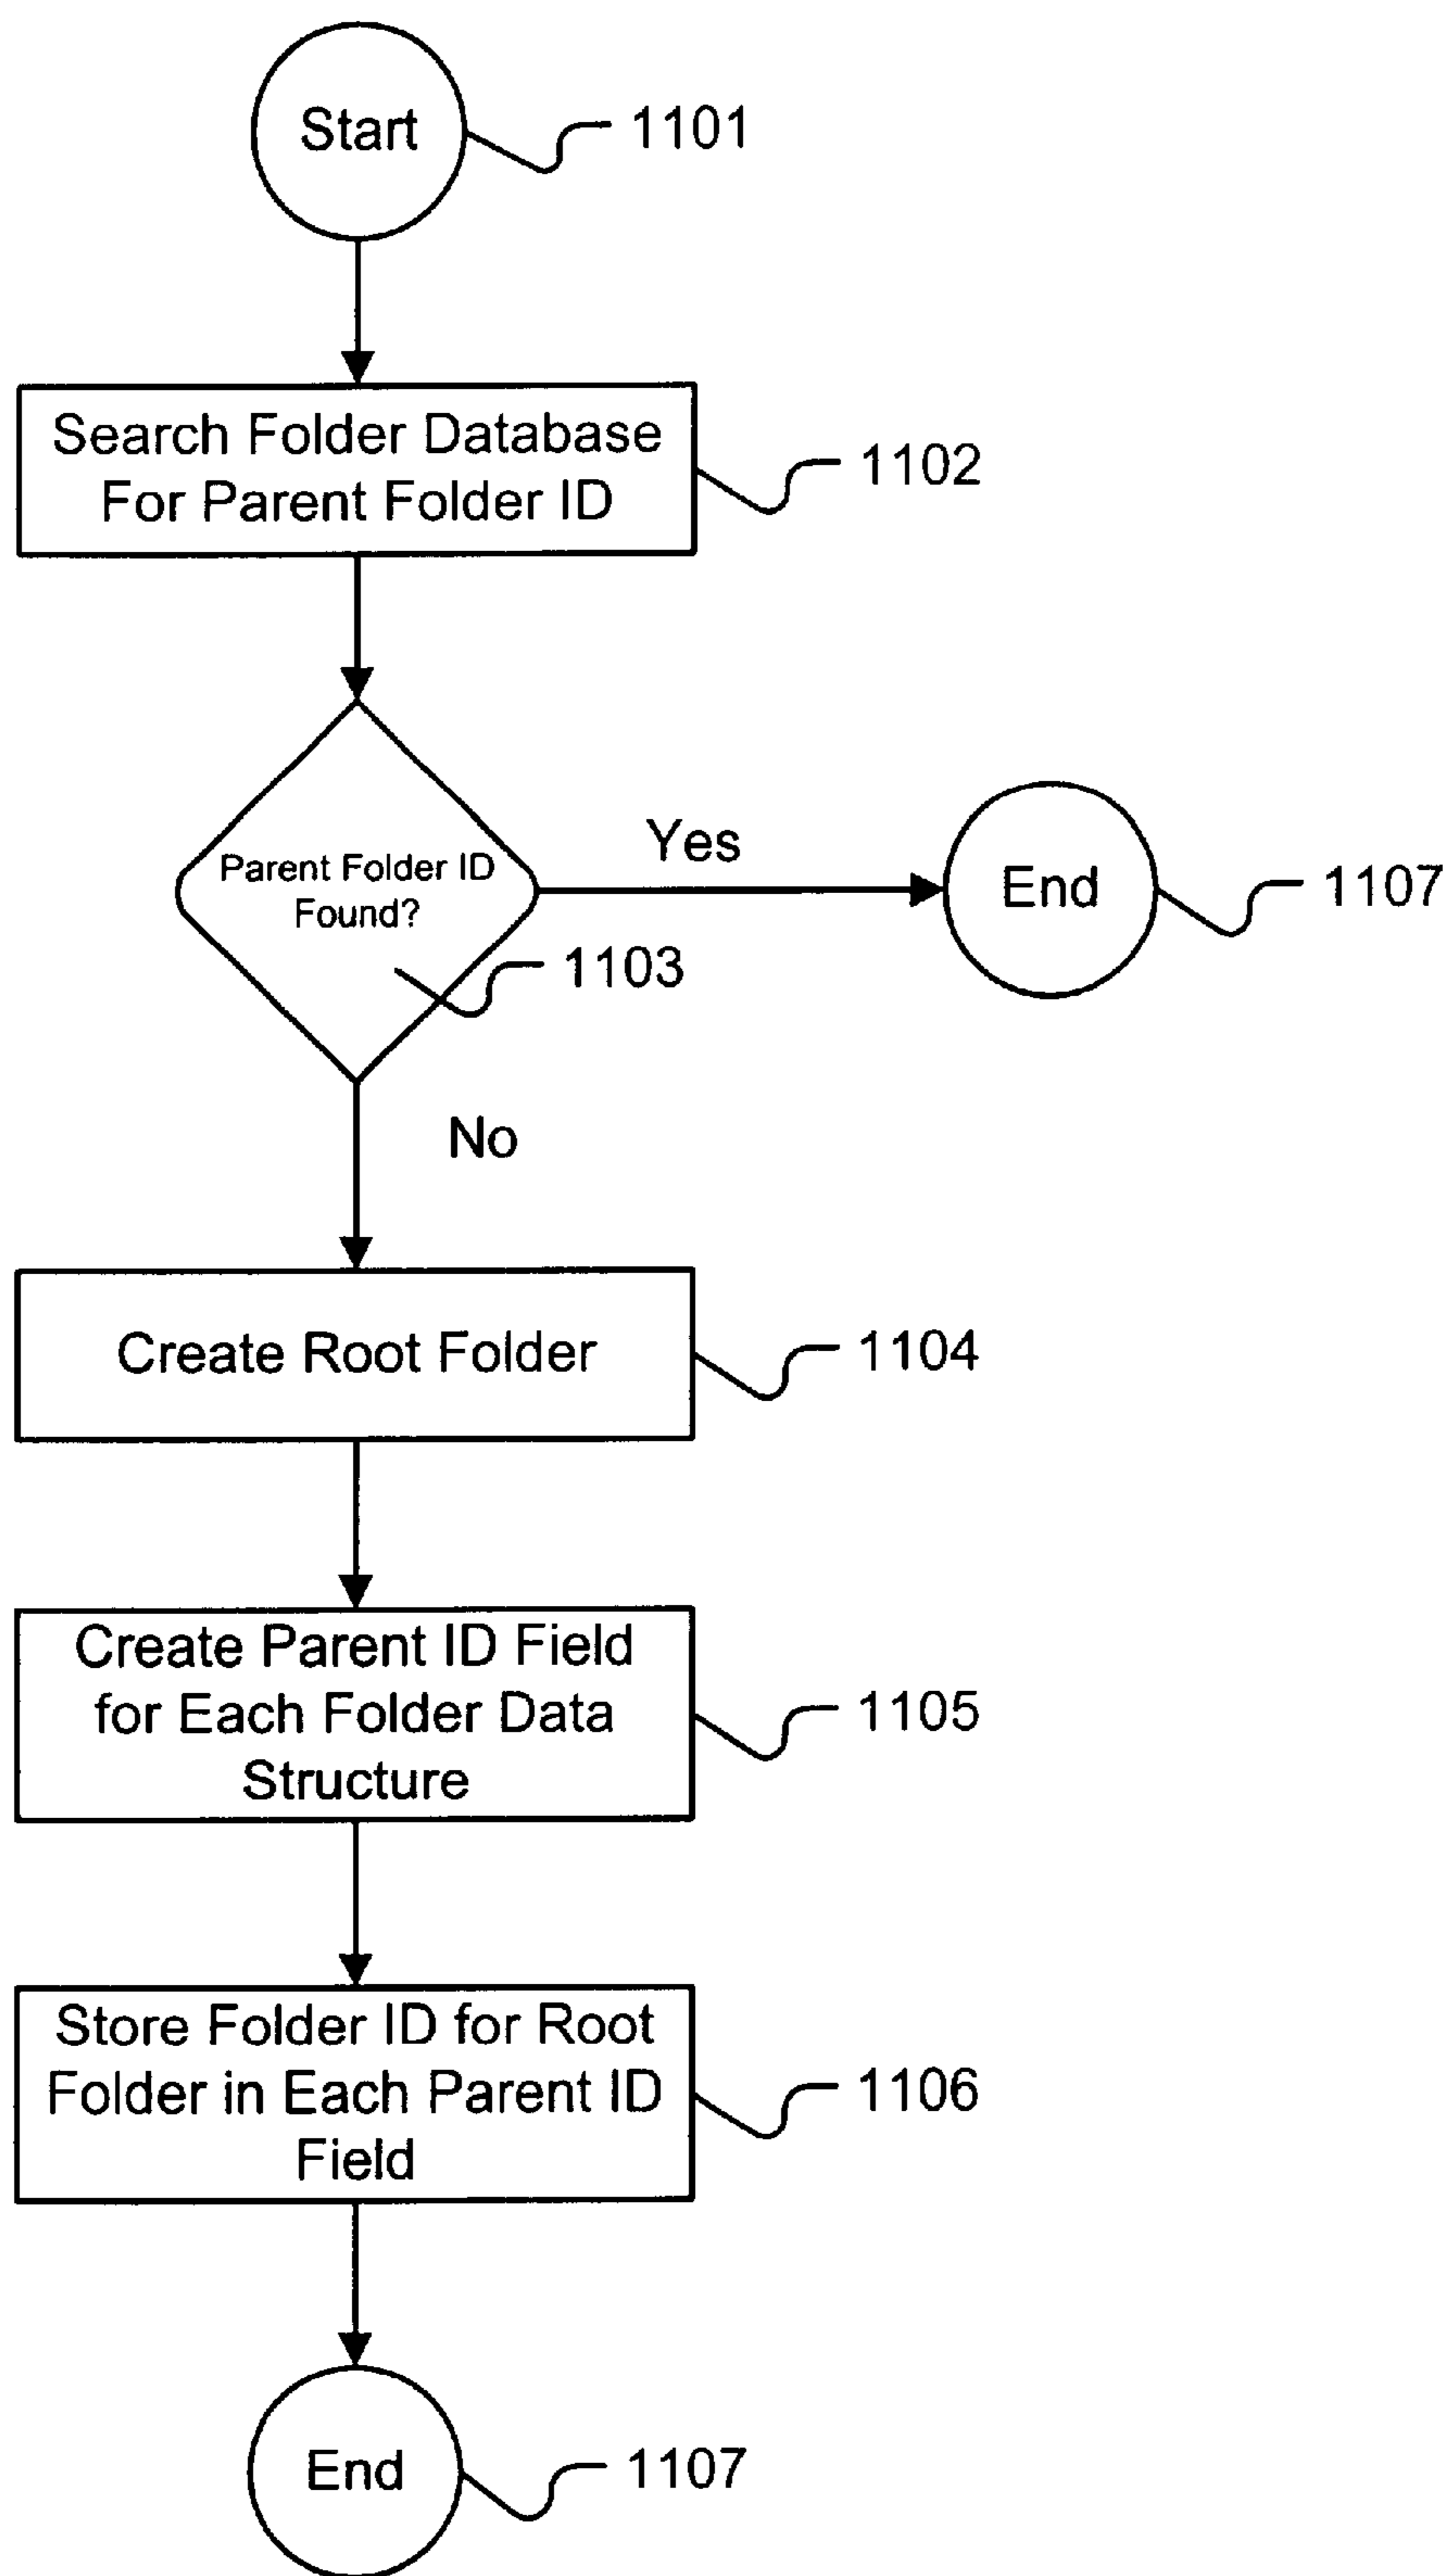 Start
1101
Search Folder Database
For Parent Folder ID
1102
Parent Folder ID
Found?
1103
Yes
End
1107
No
Create Root Folder
1104
Create Parent ID Field
for Each Folder Data
Structure
1105
Store Folder ID for Root
Folder in Each Parent ID
Field
1106
End
1107